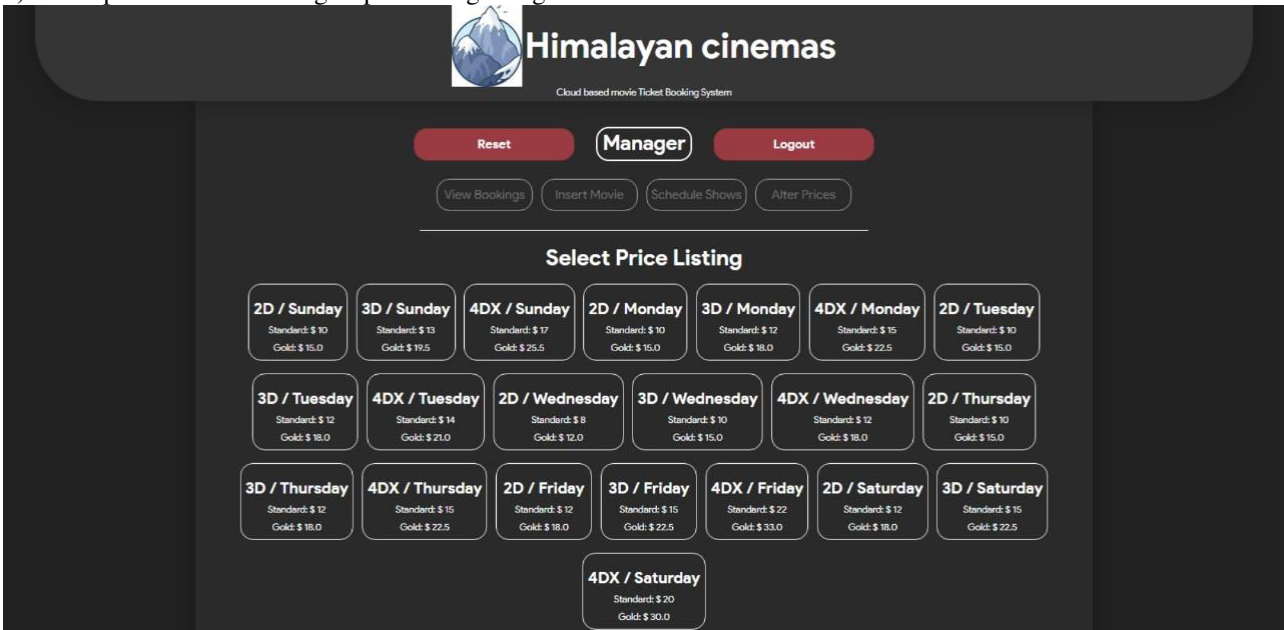 Himalayan cinemas
Cloud based movie Ticket Booking System
Reset Manager Logout
View Bookings Insert Movie Schedule Shows Alter Prices
Select Price Listing
2D / Sunday 3D / Sunday 4DX / Sunday 2D / Monday 3D / Monday 4DX / Monday 2D / Tuesday
Standard: $ 10 Standard: $ 13 Standard: $ 17 Standard: $ 10 Standard: $ 12 Standard: $ 15 Standard: $ 10
Gold: $ 15.0 Gold: $ 19.5 Gold: $ 25.5 Gold: $ 15.0 Gold: $ 18.0 Gold: $ 22.5 Gold: $ 15.0
3D / Tuesday 4DX / Tuesday 2D / Wednesday 3D / Wednesday 4DX / Wednesday 2D / Thursday
Standard: $ 12 Standard: $ 14 Standard: $ 8 Standard: $ 10 Standard: $ 12 Standard: $ 10
Gold: $ 18.0 Gold: $ 21.0 Gold: $ 12.0 Gold: $ 15.0 Gold: $ 18.0 Gold: $ 15.0
3D / Thursday 4DX / Thursday 2D / Friday 3D / Friday 4DX / Friday 2D / Saturday 3D / Saturday
Standard: $ 12 Standard: $ 15 Standard: $ 12 Standard: $ 15 Standard: $ 22 Standard: $ 12 Standard: $ 15
Gold: $ 18.0 Gold: $ 22.5 Gold: $ 18.0 Gold: $ 22.5 Gold: $ 33.0 Gold: $ 18.0 Gold: $ 22.5
4DX / Saturday
Standard: $ 20
Gold: $ 30.0